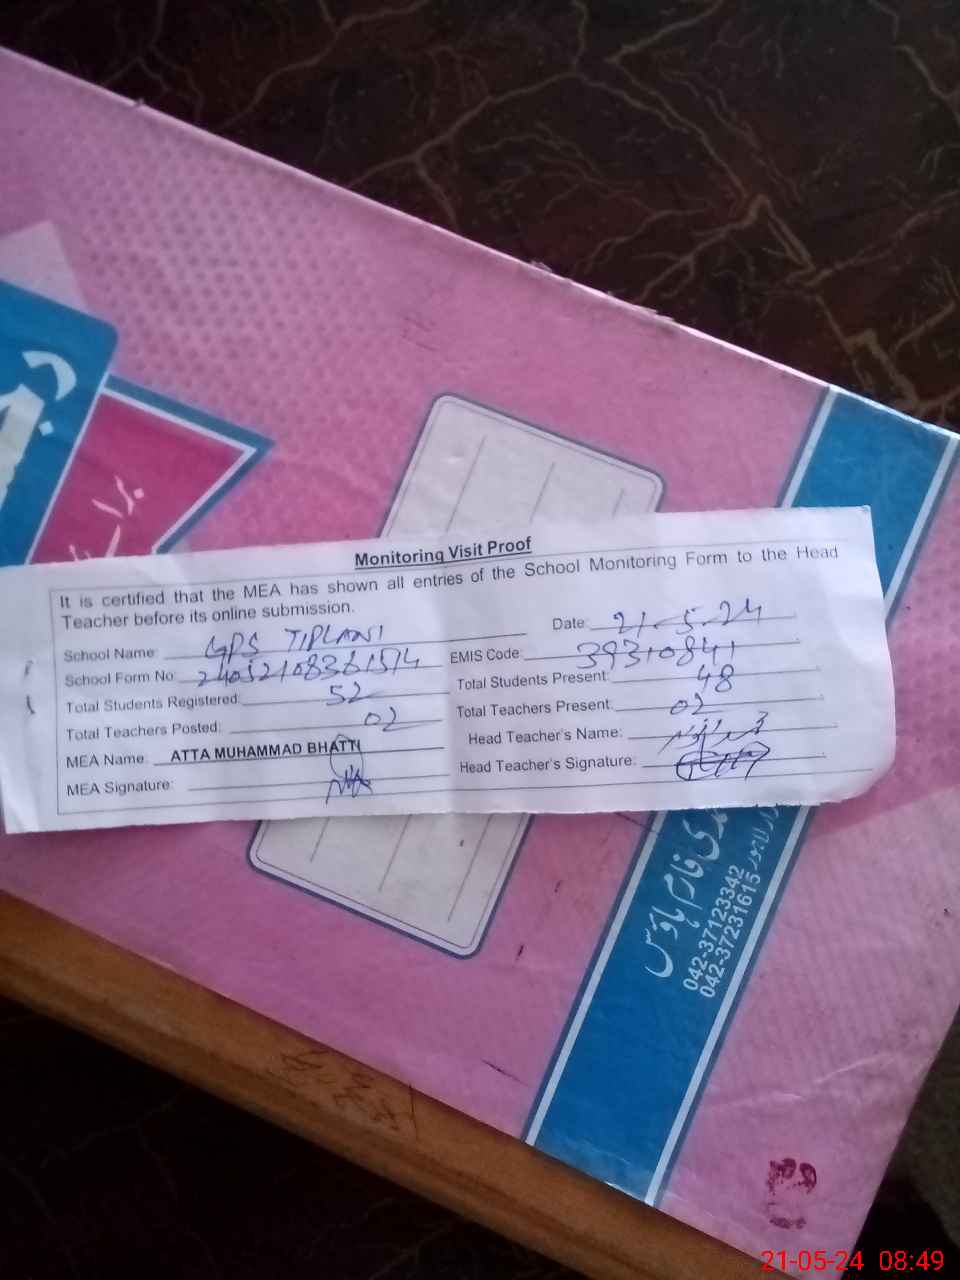 Monitoring Visit Proof
It is certified that the MEA has shown all entries of the School Monitoring Form to the Head
Teacher before its online submission.
Date: 21-5-24
School Name: GPS TIPLANI
School Form No: 24052108361514
EMIS Code: 39310841
Total Students Registered: 52
Total Students Present: 48
Total Teachers Posted: 02
Total Teachers Present: 02
MEA Name: ATTA MUHAMMAD BHATTI
Head Teacher's Name:
MEA Signature:
Head Teacher's Signature:
فارم ہاؤس
042-37123342
042-37231615
21-05-24 08:49